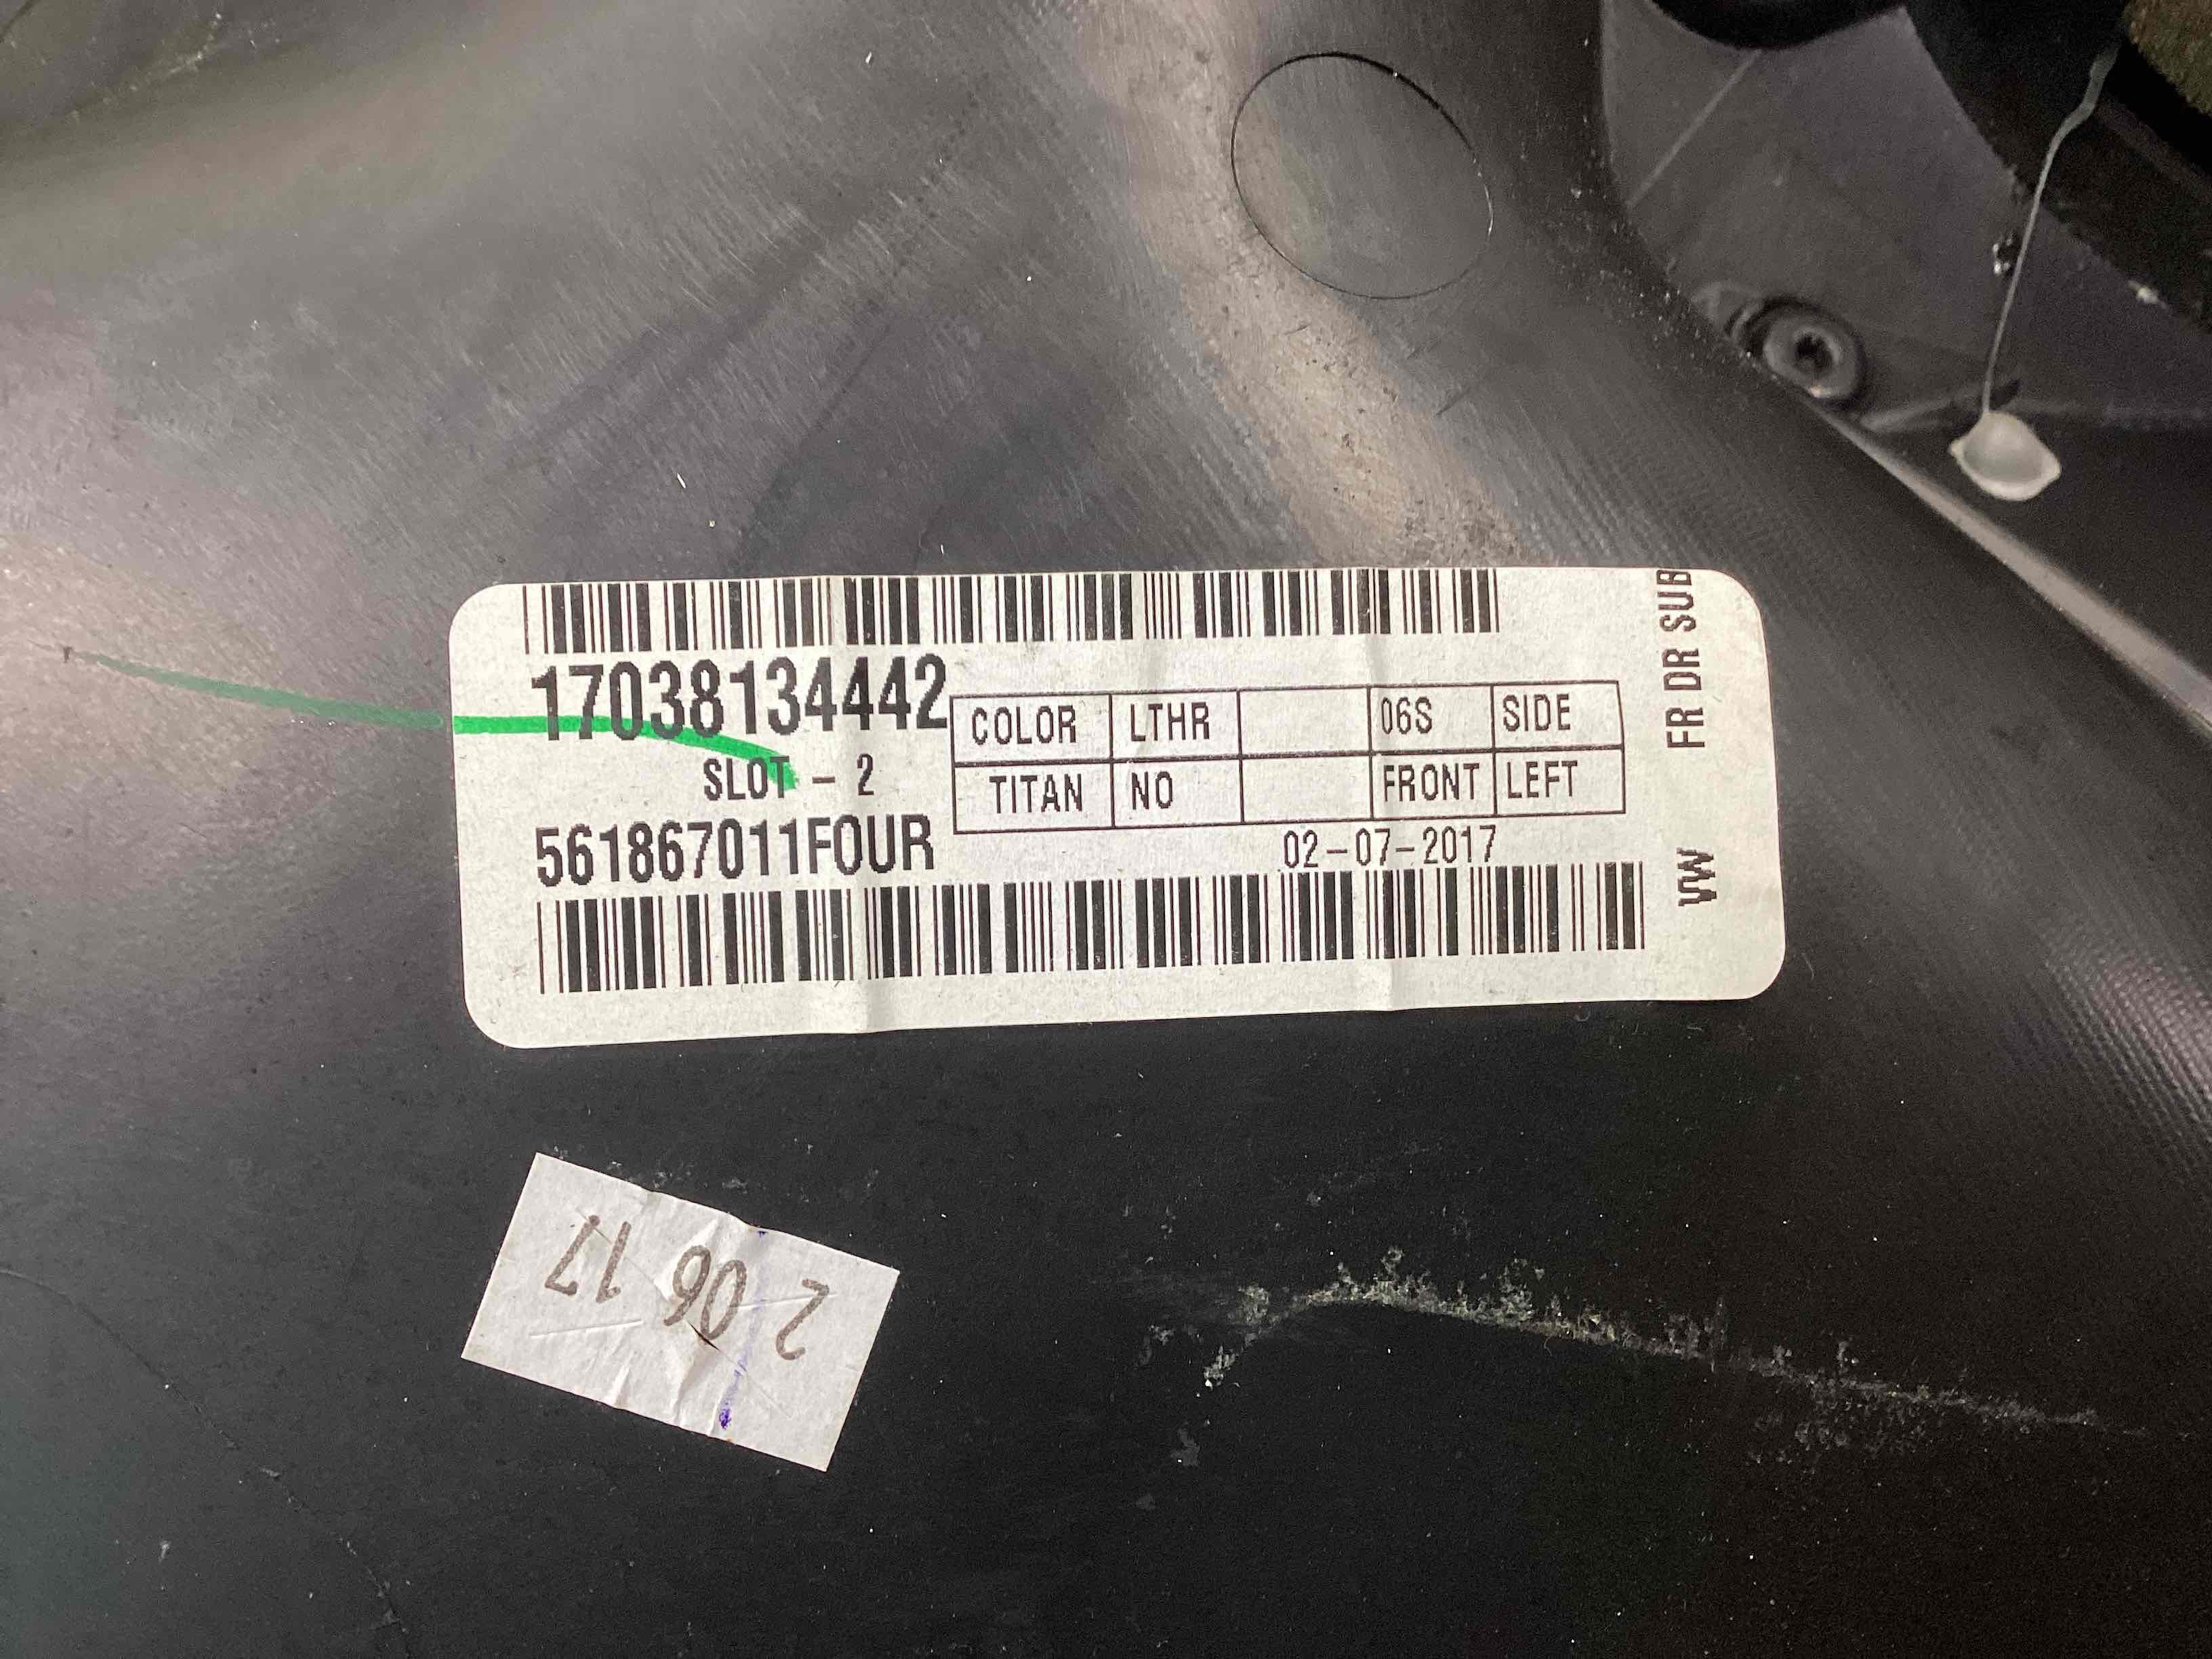 17038134442
SLOT - 2
COLOR LTHR 06S SIDE
TITAN NO FRONT LEFT
561867011FOUR
02-07-2017
VW FR DR SUB
2 06 17